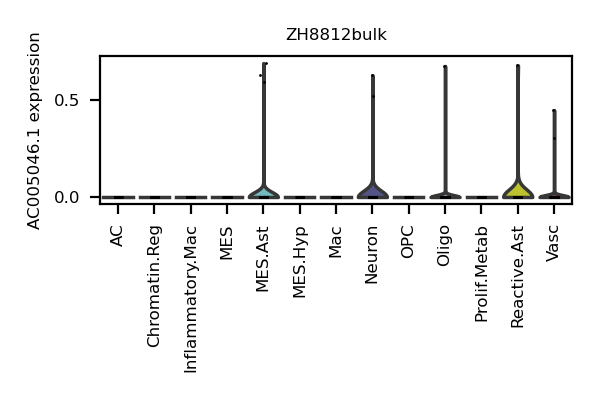 ZH8812bulk
AC005046.1 expression
0.5
0.0
AC
Chromatin.Reg
Inflammatory.Mac
MES
MES.Ast
MES.Hyp
Mac
Neuron
OPC
Oligo
Prolif.Metab
Reactive.Ast
Vasc